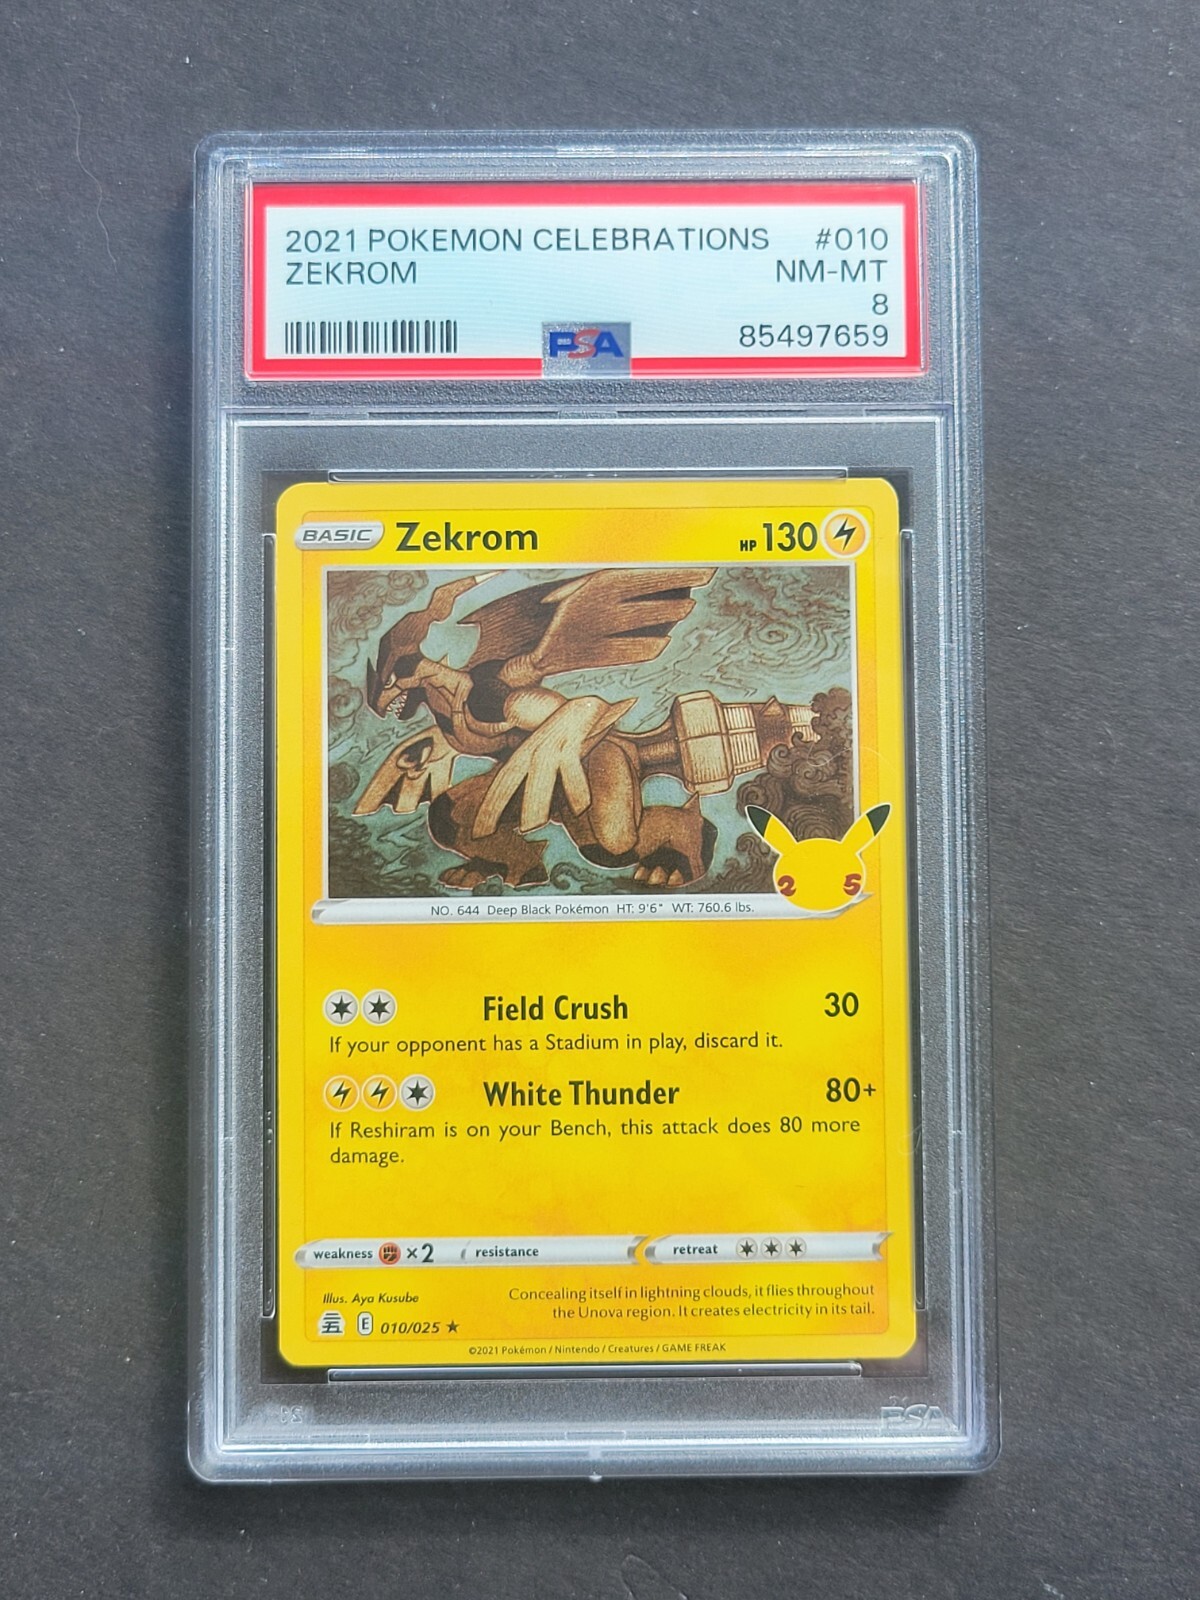 2021 POKEMON CELEBRATIONS #010
ZEKROM NM-MT
8
PSA 85497659
BASIC Zekrom HP 130
25
NO. 644 Deep Black Pokémon HT: 9'6" WT: 760.6 lbs.
Field Crush 30
If your opponent has a Stadium in play, discard it.
White Thunder 80+
If Reshiram is on your Bench, this attack does 80 more
damage.
weakness ×2 resistance retreat
Illus. Aya Kusube
Concealing itself in lightning clouds, it flies throughout
the Unova region. It creates electricity in its tail.
E 010/025 ★
©2021 Pokémon / Nintendo / Creatures / GAME FREAK
PSA